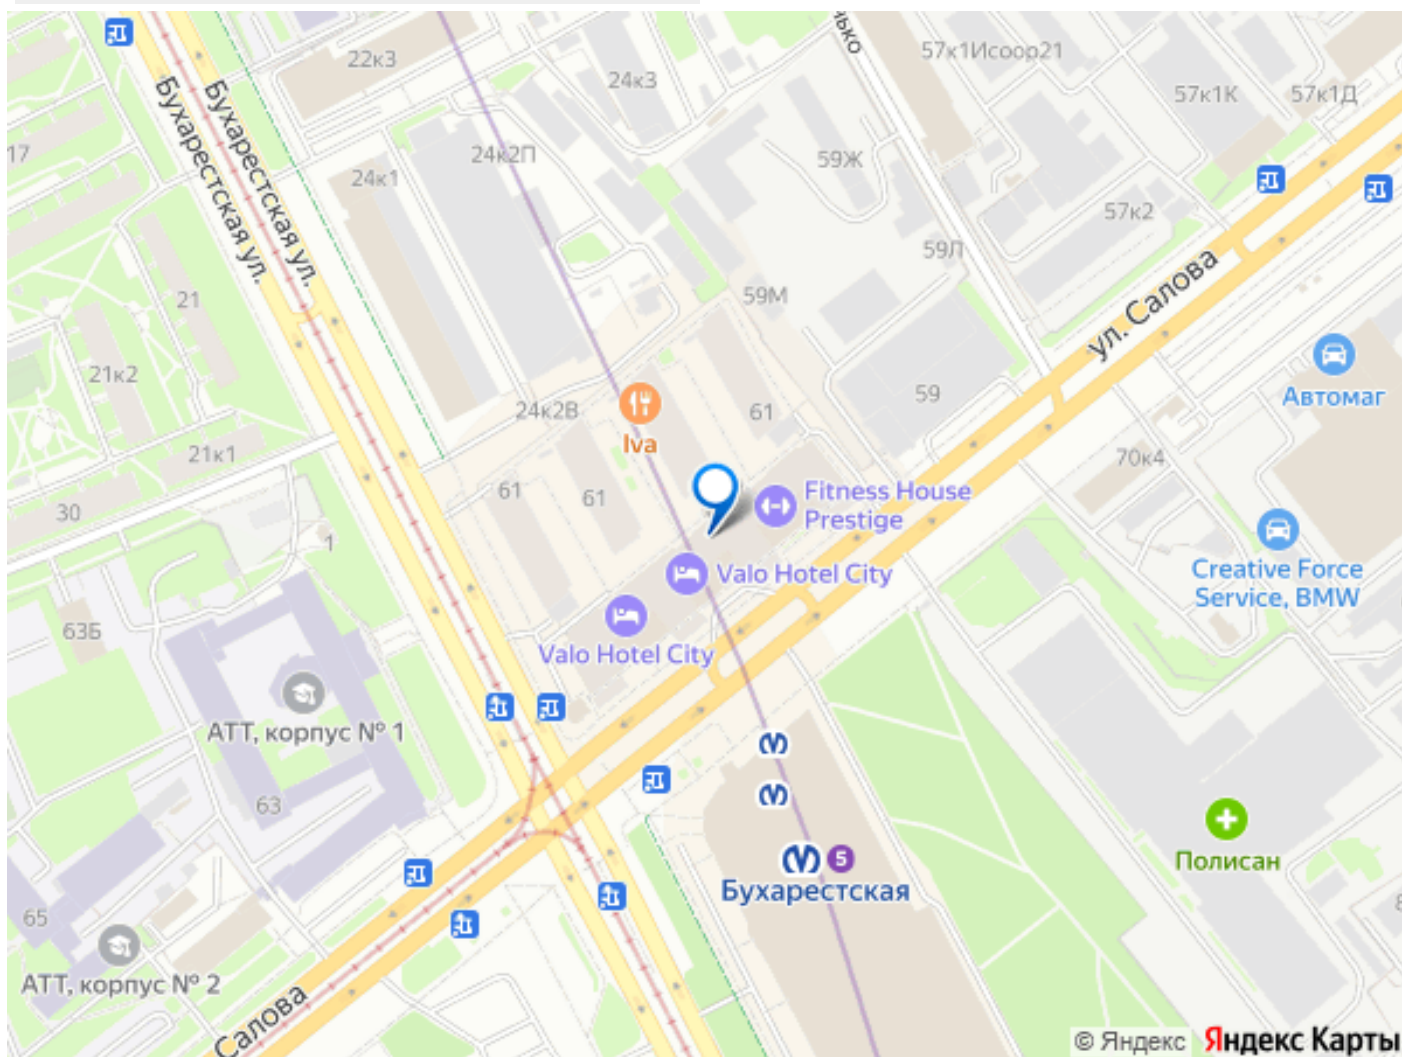 нько
57к1Исоор21
22к3
24к3
57к1К
57к1Д
Бухарестская ул.
Бухарестская ул.
17
24к2П
59Ж
24к1
57к2
59Л
ул. Салова
21
59М
Автомаг
21к2
24к2В
61
59
Iva
21к1
70к4
30
61
61
Fitness House
Prestige
1
Valo Hotel City
Creative Force
Service, BMW
63Б
Valo Hotel City
АТТ, корпус № 1
63
5
Полисан
Бухарестская
65
8
АТТ, корпус № 2
Салова
© Яндекс Яндекс Карты